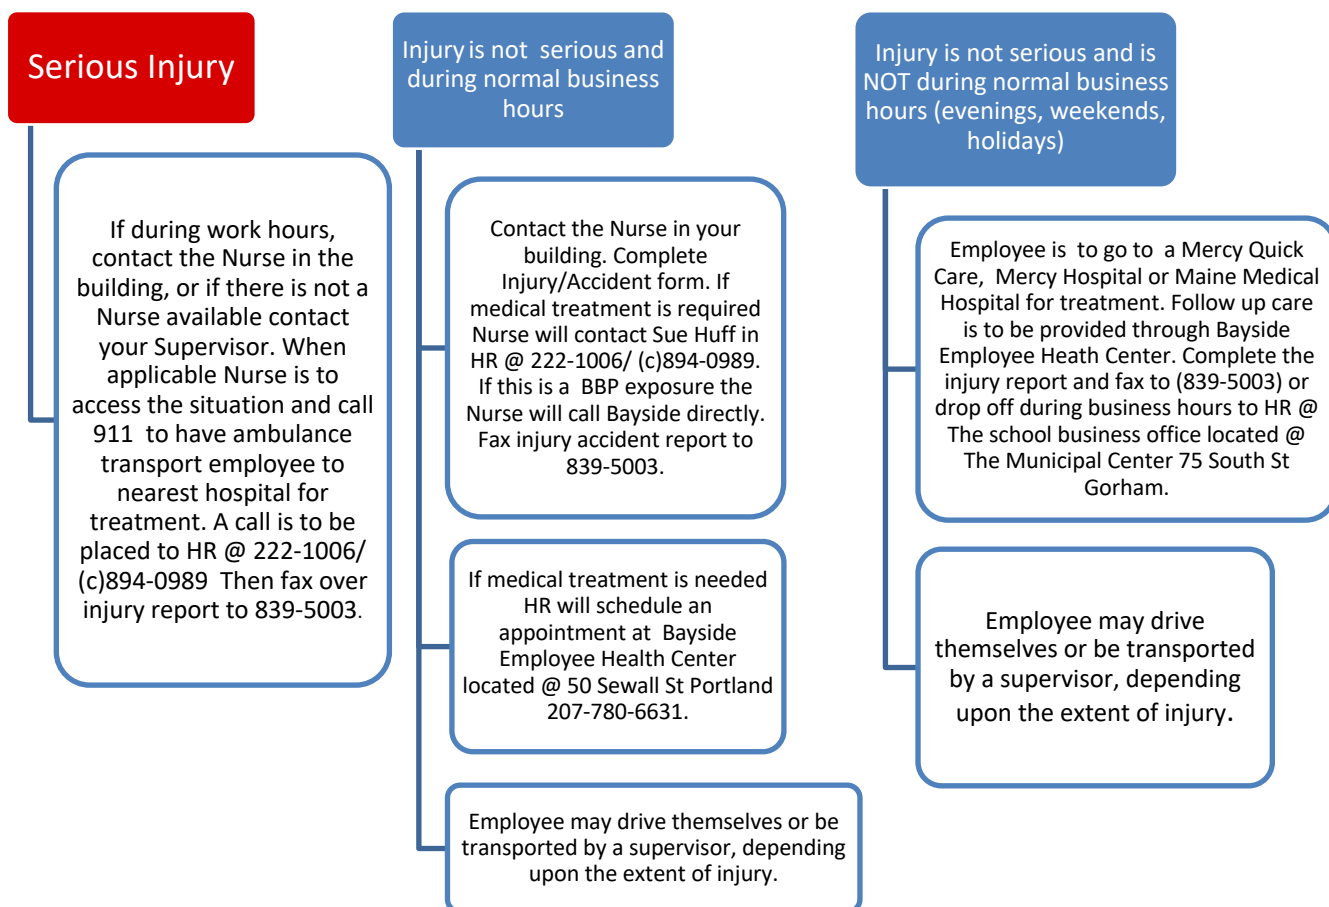 Serious Injury
If during work hours,
contact the Nurse in the
building, or if there is not a
Nurse available contact
your Supervisor. When
applicable Nurse is to
access the situation and call
911 to have ambulance
transport employee to
nearest hospital for
treatment. A call is to be
placed to HR @ 222-1006/
(c)894-0989 Then fax over
injury report to 839-5003.
Injury is not serious and
during normal business
hours
Contact the Nurse in your
building. Complete
Injury/Accident form. If
medical treatment is required
Nurse will contact Sue Huff in
HR @ 222-1006/ (c)894-0989.
If this is a BBP exposure the
Nurse will call Bayside directly.
Fax injury accident report to
839-5003.
If medical treatment is needed
HR will schedule an
appointment at Bayside
Employee Health Center
located @ 50 Sewall St Portland
207-780-6631.
Employee may drive themselves or be
transported by a supervisor, depending
upon the extent of injury.
Injury is not serious and is
NOT during normal business
hours (evenings, weekends,
holidays)
Employee is to go to a Mercy Quick
Care, Mercy Hospital or Maine Medical
Hospital for treatment. Follow up care
is to be provided through Bayside
Employee Heath Center. Complete the
injury report and fax to (839-5003) or
drop off during business hours to HR @
The school business office located @
The Municipal Center 75 South St
Gorham.
Employee may drive
themselves or be transported
by a supervisor, depending
upon the extent of injury.